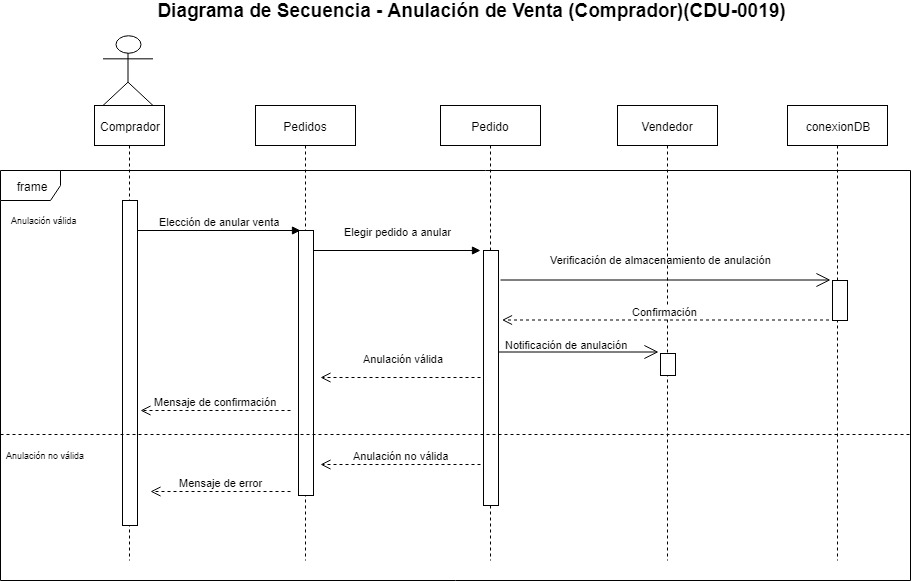 Diagrama de Secuencia - Anulación de Venta (Comprador)(CDU-0019)
Comprador
Pedidos
Pedido
Vendedor
conexionDB
frame
Anulación válida
Elección de anular venta
Elegir pedido a anular
Verificación de almacenamiento de anulación
Confirmación
Notificación de anulación
Anulación válida
Mensaje de confirmación
Anulación no válida
Anulación no válida
Mensaje de error